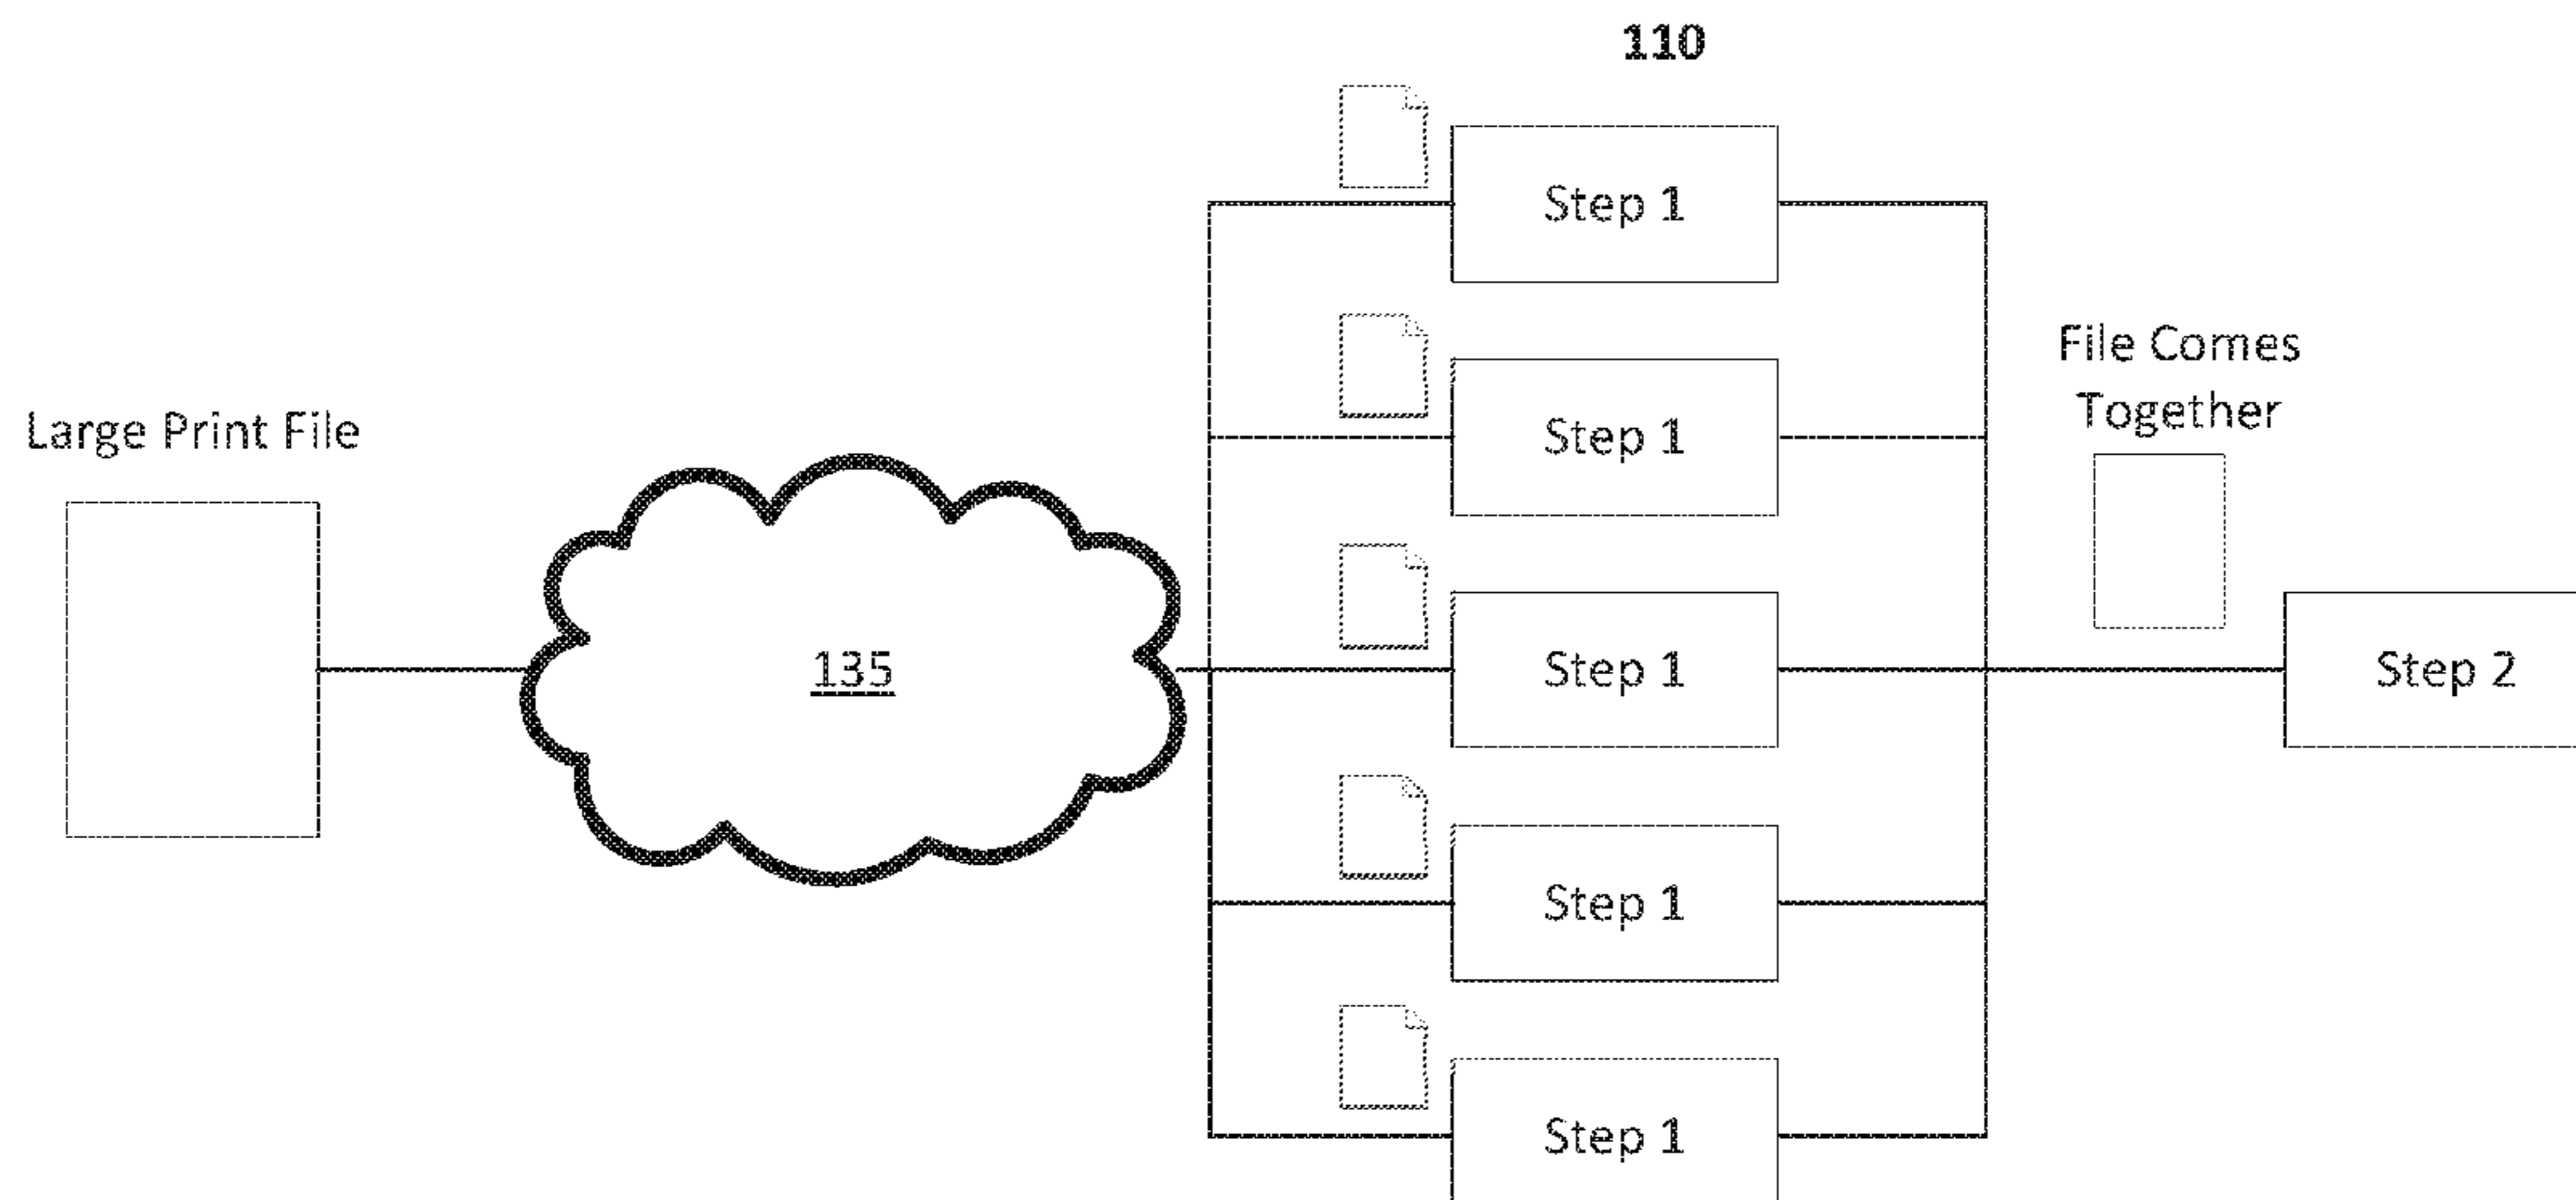 110
Step 1
Step 1
File Comes
Together
Large Print File
135
Step 1
Step 2
Step 1
Step 1